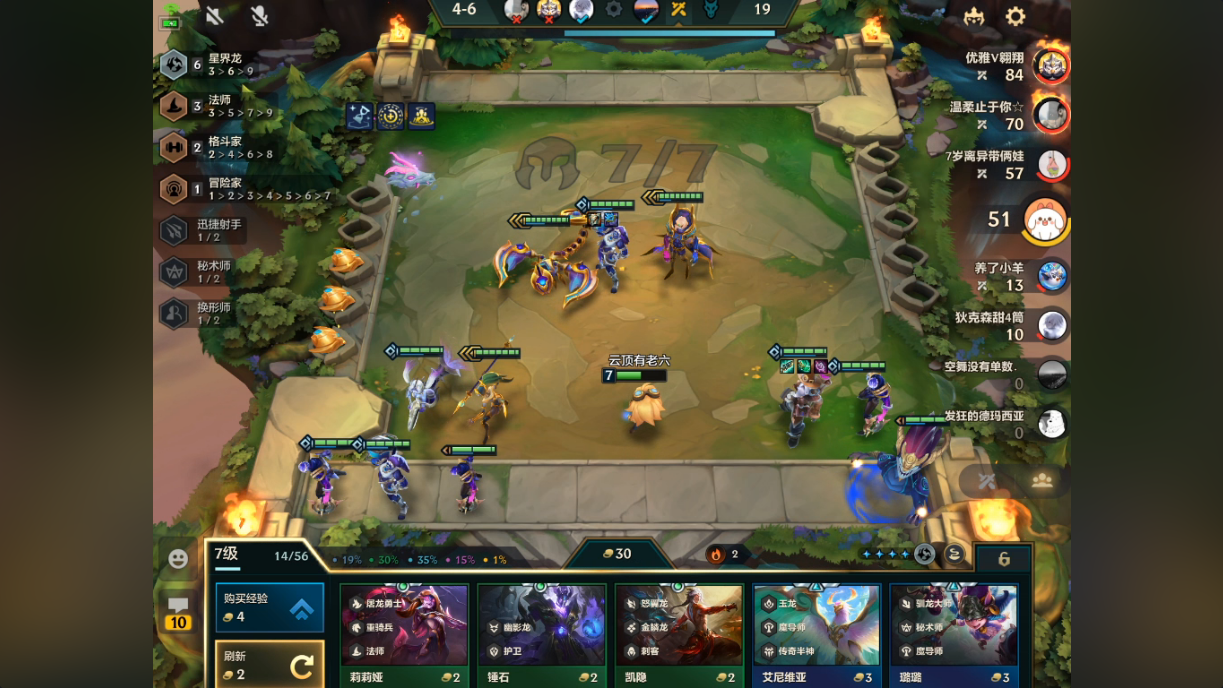 4-6
19
6 星界龙
3 > 6 > 9
3 法师
3 > 5 > 7 > 9
2 格斗家
2 > 4 > 6 > 8
1 冒险家
1 > 2 > 3 > 4 > 5 > 6 > 7
迅捷射手
1 / 2
秘术师
1 / 2
换形师
1 / 2
7/7
优雅V翱翔
84
温柔止于你☆
70
7岁离异带俩娃
57
51
养了小羊
13
狄克森甜4筒
10
空舞没有单数.
0
发狂的德玛西亚
0
云顶有老六
7
7级
14/56
19%
30%
35%
15%
1%
30
2
购买经验
4
刷新
2
10
屠龙勇士
重骑兵
法师
莉莉娅
2
幽影龙
护卫
锤石
2
怒翼龙
金鳞龙
刺客
凯隐
2
玉龙
魔导师
传奇半神
艾尼维亚
3
驯龙大师
秘术师
魔导师
璐璐
3